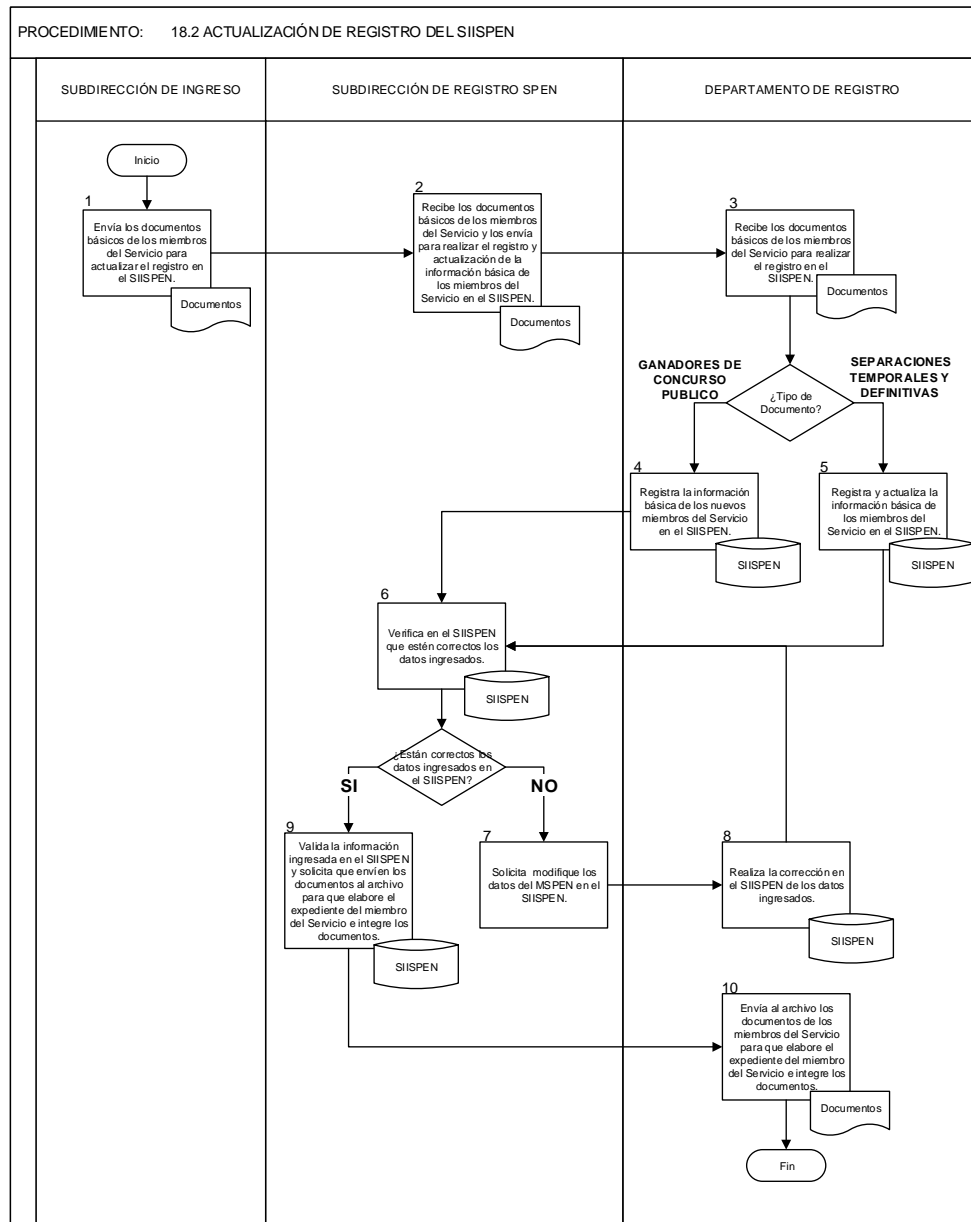 PROCEDIMIENTO: 18.2 ACTUALIZACIÓN DE REGISTRO DEL SIISPEN
SUBDIRECCIÓN DE INGRESO
SUBDIRECCIÓN DE REGISTRO SPEN
DEPARTAMENTO DE REGISTRO
Inicio
1
Envía los documentos
básicos de los miembros
del Servicio para
actualizar el registro en
el SIISPEN.
Documentos
2
Recibe los documentos
básicos de los miembros
del Servicio y los envía
para realizar el registro y
actualización de la
información básica de
los miembros del
Servicio en el SIISPEN.
Documentos
3
Recibe los documentos
básicos de los miembros
del Servicio para realizar
el registro en el
SIISPEN.
Documentos
GANADORES DE
CONCURSO
PUBLICO
¿Tipo de
Documento?
SEPARACIONES
TEMPORALES Y
DEFINITIVAS
4
Registra la información
básica de los nuevos
miembros del Servicio
en el SIISPEN.
SIISPEN
5
Registra y actualiza la
información básica de
los miembros del
Servicio en el SIISPEN.
SIISPEN
6
Verifica en el SIISPEN
que estén correctos los
datos ingresados.
SIISPEN
¿Están correctos los
datos ingresados en
el SIISPEN?
SI
NO
9
Valida la información
ingresada en el SIISPEN
y solicita que envíen los
documentos al archivo
para que elabore el
expediente del miembro
del Servicio e integre los
documentos.
SIISPEN
7
Solicita modifique los
datos del MSPEN en el
SIISPEN.
8
Realiza la corrección en
el SIISPEN de los datos
ingresados.
SIISPEN
10
Envía al archivo los
documentos de los
miembros del Servicio
para que elabore el
expediente del miembro
del Servicio e integre los
documentos.
Documentos
Fin